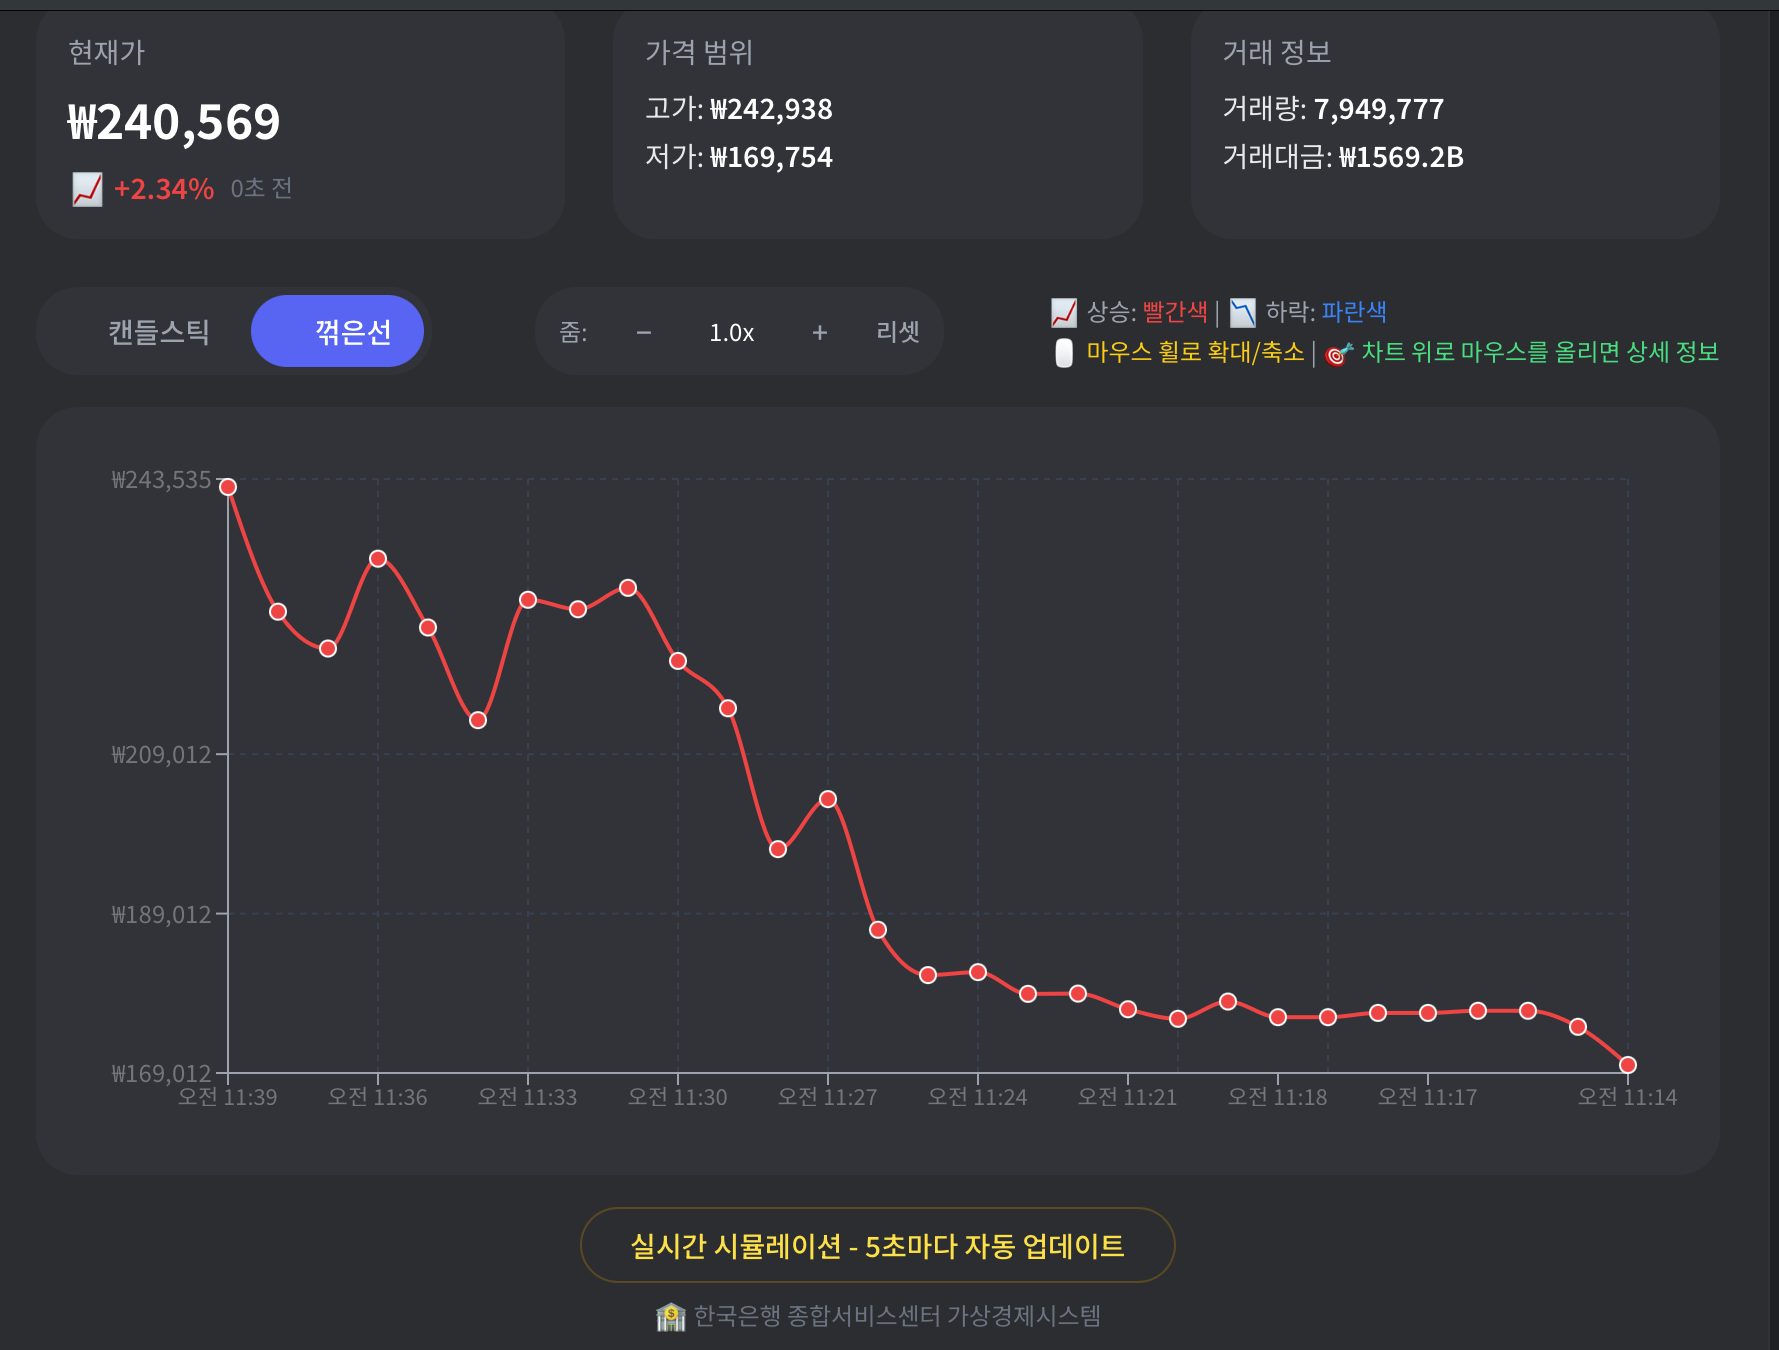 현재가
₩240,569
+2.34% 0초 전
가격 범위
고가: ₩242,938
저가: ₩169,754
거래 정보
거래량: 7,949,777
거래대금: ₩1569.2B
캔들스틱 꺾은선
줌: − 1.0x + 리셋
상승: 빨간색 | 하락: 파란색
마우스 휠로 확대/축소 | 차트 위로 마우스를 올리면 상세 정보
₩243,535
₩209,012
₩189,012
₩169,012
오전 11:39 오전 11:36 오전 11:33 오전 11:30 오전 11:27 오전 11:24 오전 11:21 오전 11:18 오전 11:17 오전 11:14
실시간 시뮬레이션 - 5초마다 자동 업데이트
한국은행 종합서비스센터 가상경제시스템